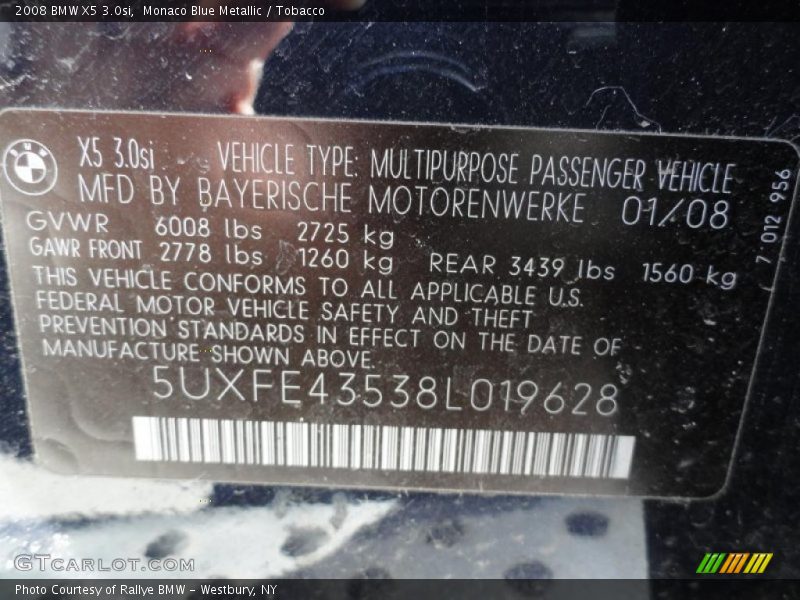 2008 BMW X5 3.0si, Monaco Blue Metallic / Tobacco
X5 3.0si VEHICLE TYPE: MULTIPURPOSE PASSENGER VEHICLE
MFD BY BAYERISCHE MOTORENWERKE 01/08
GVWR 6008 lbs 2725 kg
GAWR FRONT 2778 lbs 1260 kg REAR 3439 lbs 1560 kg
THIS VEHICLE CONFORMS TO ALL APPLICABLE U.S.
FEDERAL MOTOR VEHICLE SAFETY AND THEFT
PREVENTION STANDARDS IN EFFECT ON THE DATE OF
MANUFACTURE SHOWN ABOVE.
5UXFE43538L019628
7 012 956
GTCARLOT.COM
Photo Courtesy of Rallye BMW - Westbury, NY